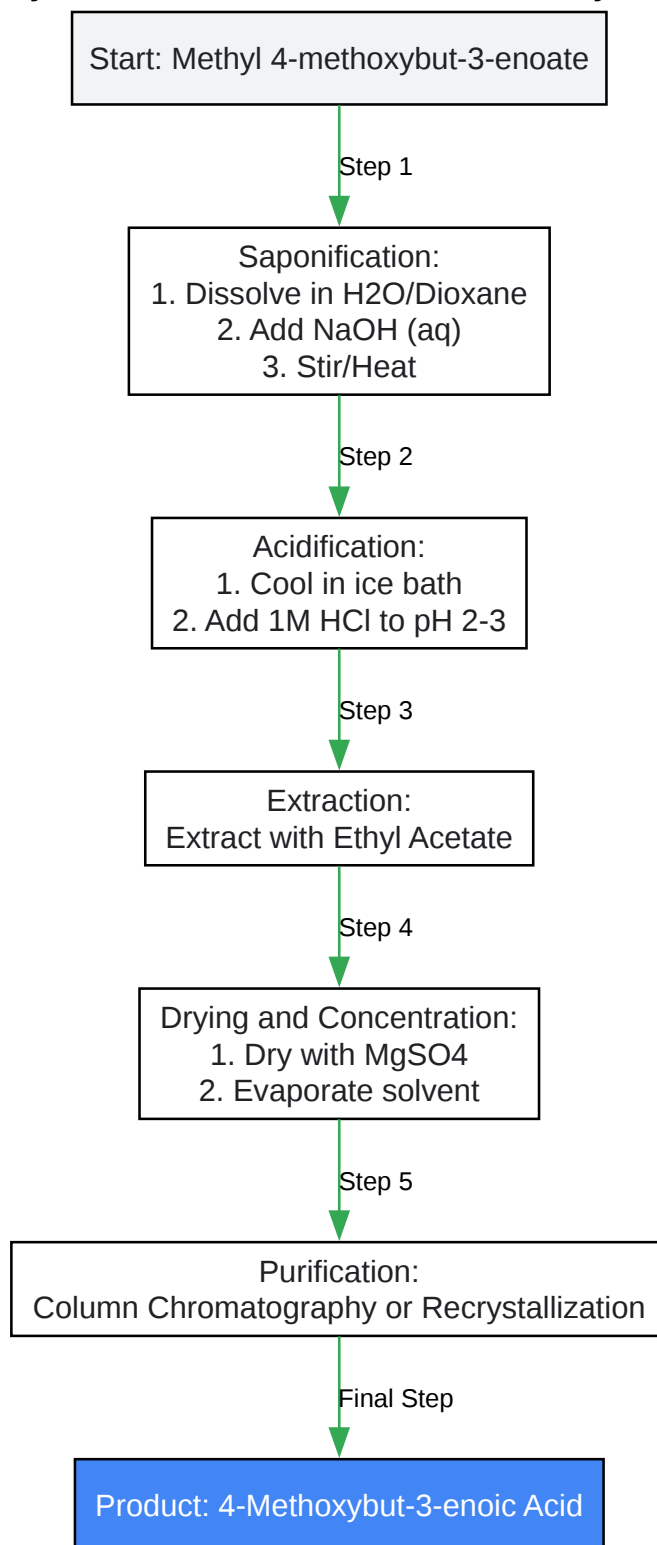 Start: Methyl 4-methoxybut-3-enoate
Step 1
Saponification:
1. Dissolve in H2O/Dioxane
2. Add NaOH (aq)
3. Stir/Heat
Step 2
Acidification:
1. Cool in ice bath
2. Add 1M HCl to pH 2-3
Step 3
Extraction:
Extract with Ethyl Acetate
Step 4
Drying and Concentration:
1. Dry with MgSO4
2. Evaporate solvent
Step 5
Purification:
Column Chromatography or Recrystallization
Final Step
Product: 4-Methoxybut-3-enoic Acid